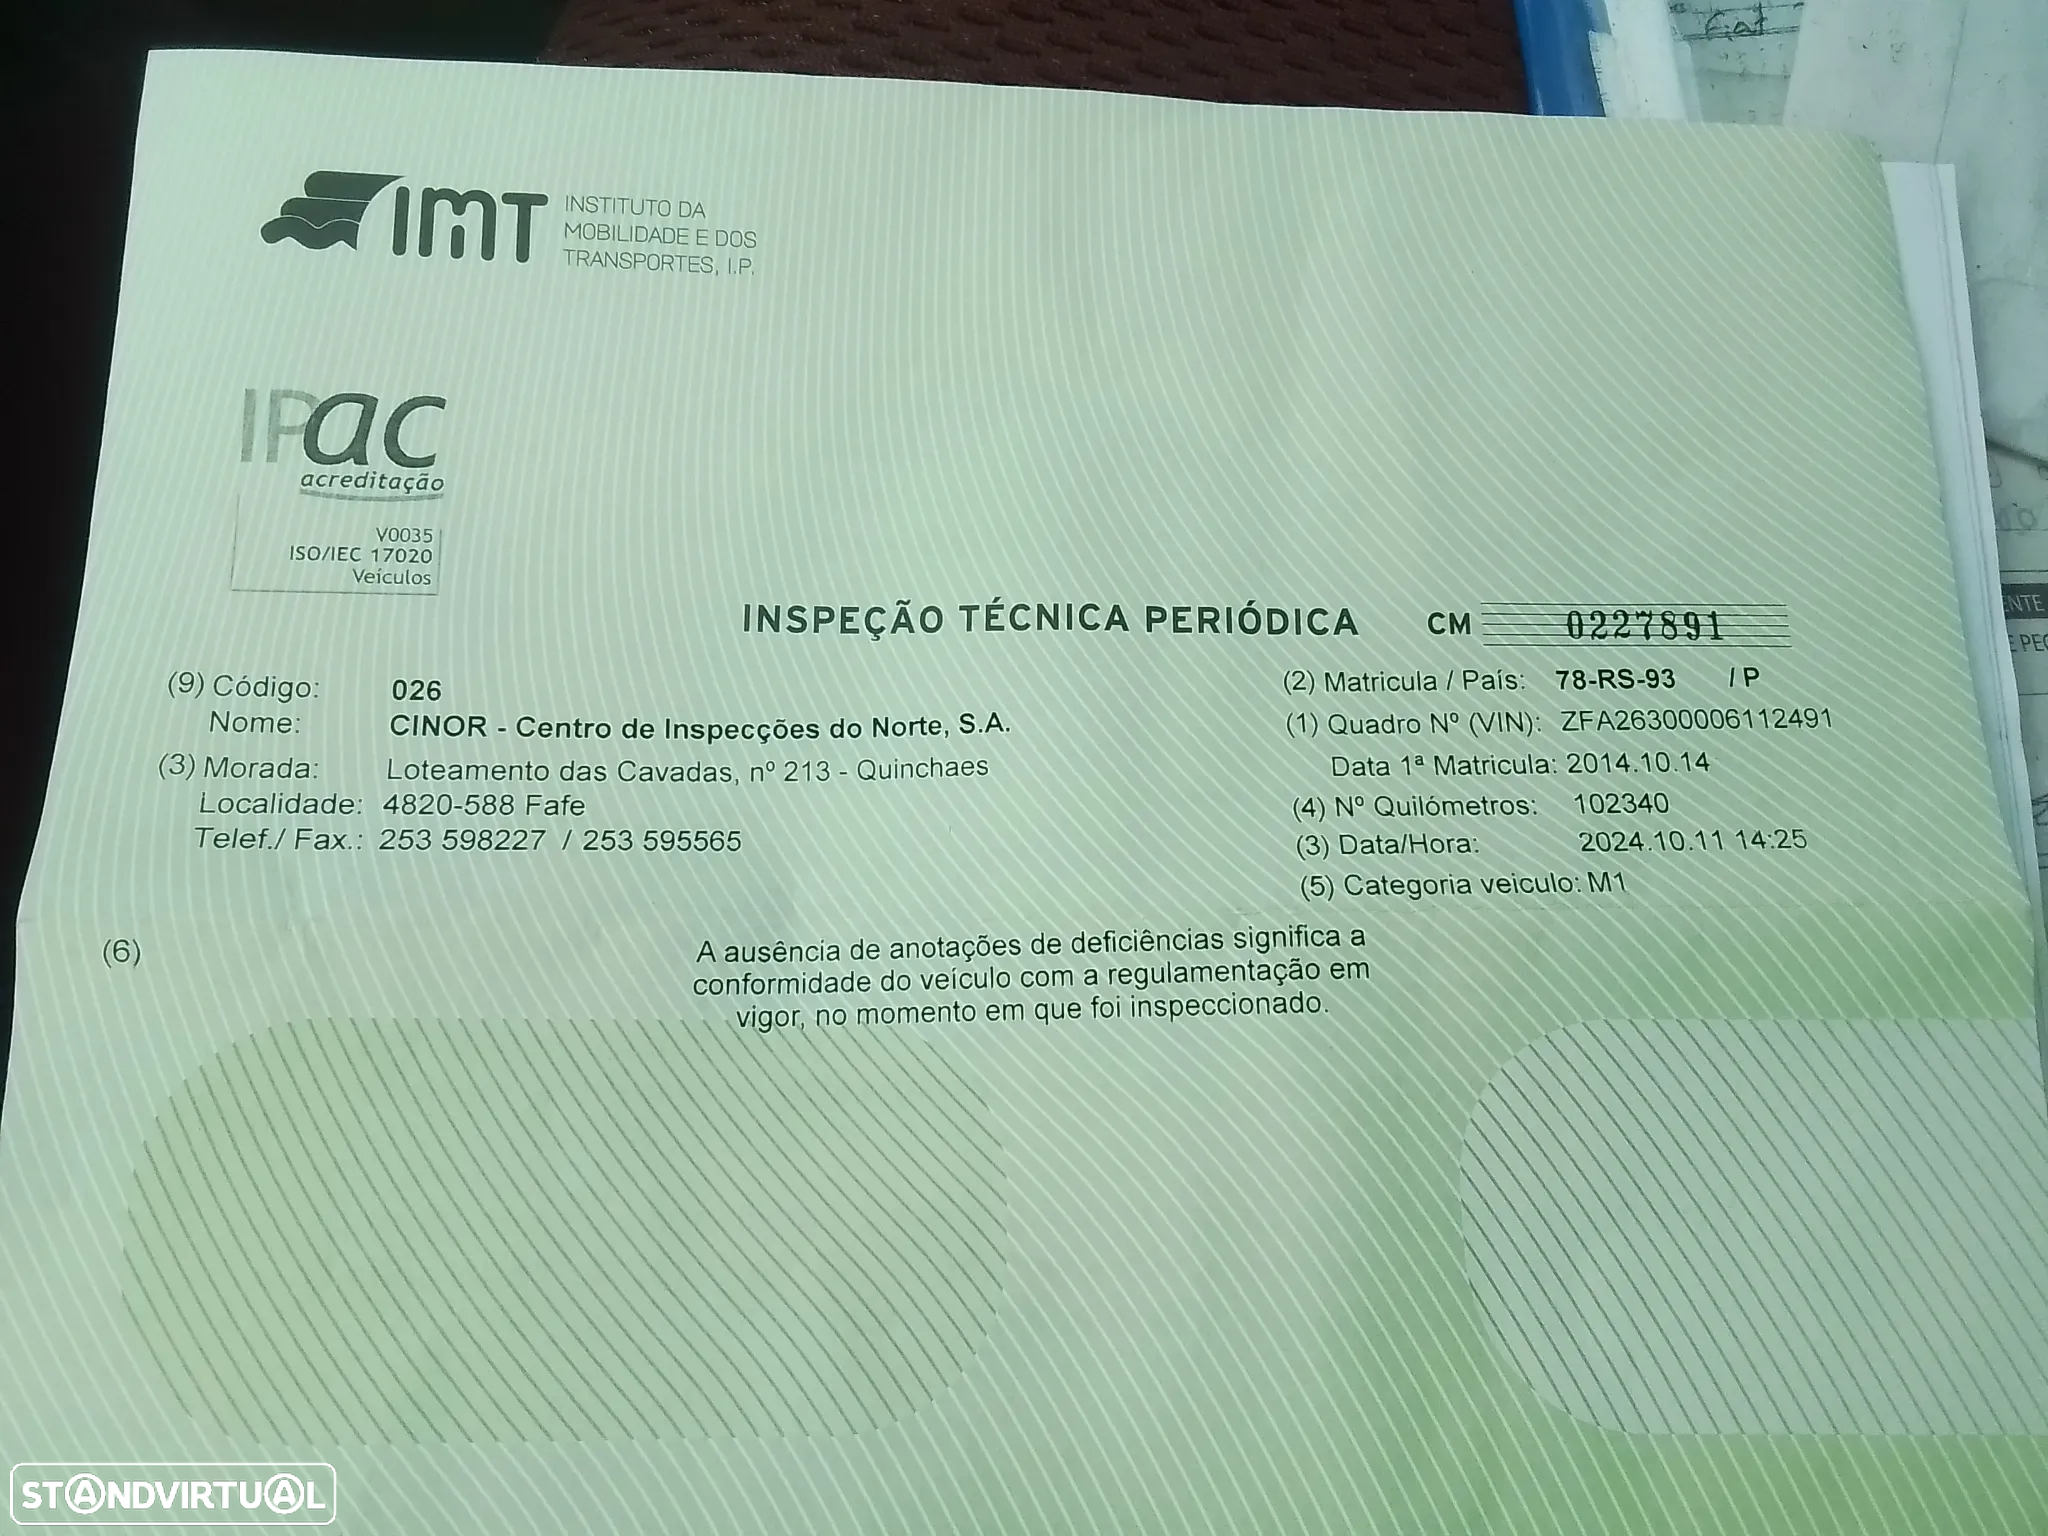 IMT INSTITUTO DA
MOBILIDADE E DOS
TRANSPORTES, I.P.
IPac
acreditação
V0035
ISO/IEC 17020
Veículos
INSPEÇÃO TÉCNICA PERIÓDICA CM 0227891
(9) Código: 026
Nome: CINOR - Centro de Inspecções do Norte, S.A.
(3) Morada: Loteamento das Cavadas, nº 213 - Quinchaes
Localidade: 4820-588 Fafe
Telef./ Fax.: 253 598227 / 253 595565
(2) Matricula / País: 78-RS-93 / P
(1) Quadro Nº (VIN): ZFA26300006112491
Data 1ª Matricula: 2014.10.14
(4) Nº Quilómetros: 102340
(3) Data/Hora: 2024.10.11 14:25
(5) Categoria veiculo: M1
(6)
A ausência de anotações de deficiências significa a
conformidade do veículo com a regulamentação em
vigor, no momento em que foi inspeccionado.
STANDVIRTUAL